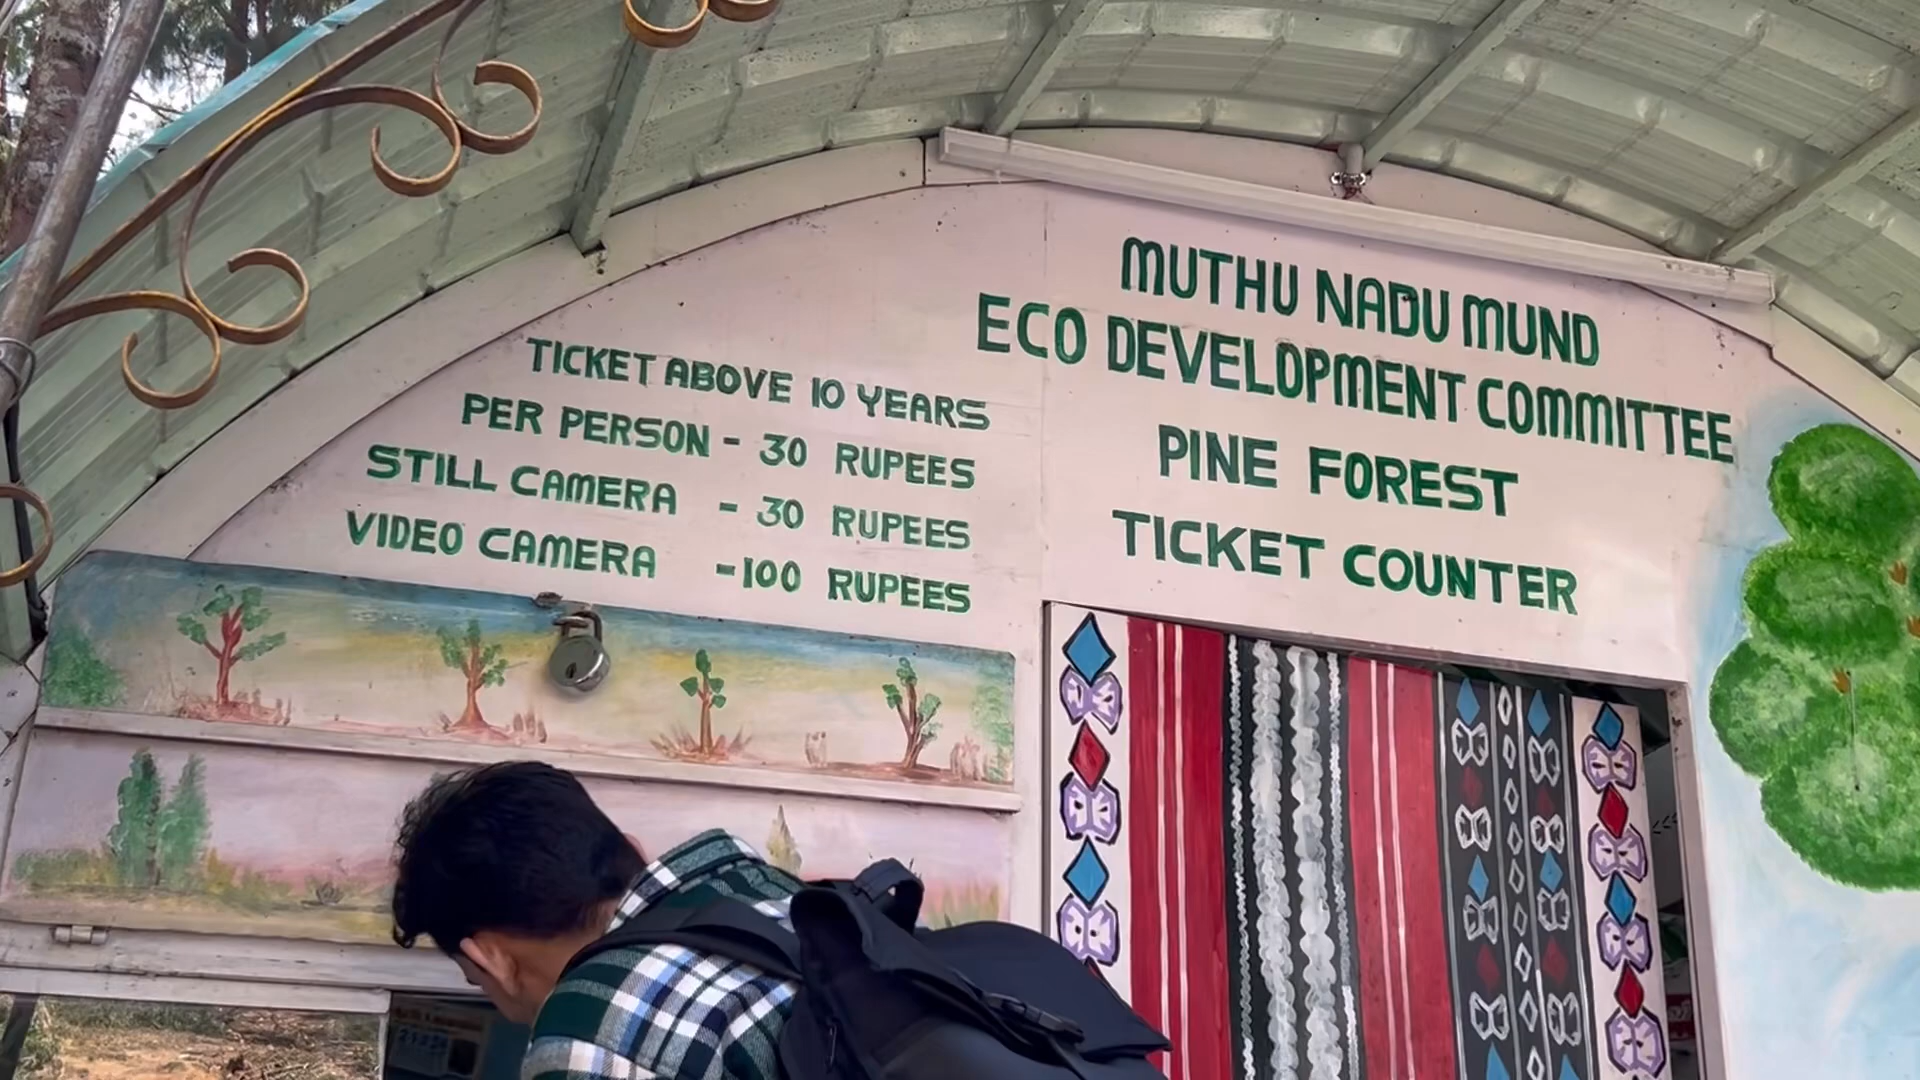 MUTHU NADU MUND
ECO DEVELOPMENT COMMITTEE
PINE FOREST
TICKET COUNTER
TICKET ABOVE 10 YEARS
PER PERSON - 30 RUPEES
STILL CAMERA - 30 RUPEES
VIDEO CAMERA -100 RUPEES